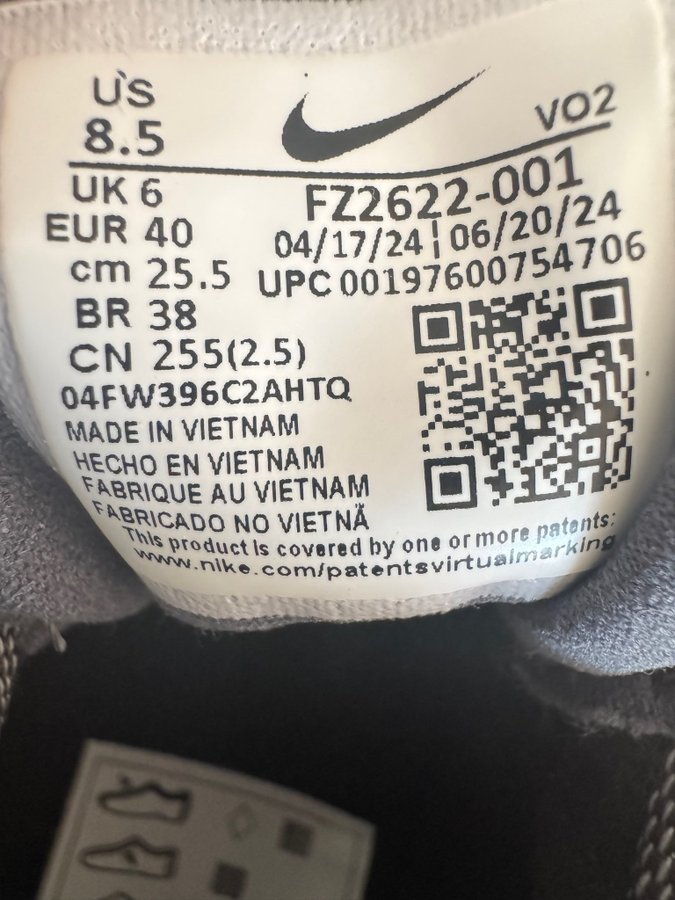 US
8.5
VO2
UK 6
EUR 40
cm 25.5
BR 38
CN 255(2.5)
FZ2622-001
04/17/24 | 06/20/24
UPC 00197600754706
04FW396C2AHTQ
MADE IN VIETNAM
HECHO EN VIETNAM
FABRIQUE AU VIETNAM
FABRICADO NO VIETNÃ
This product is covered by one or more patents:
www.nike.com/patentsvirtualmarking